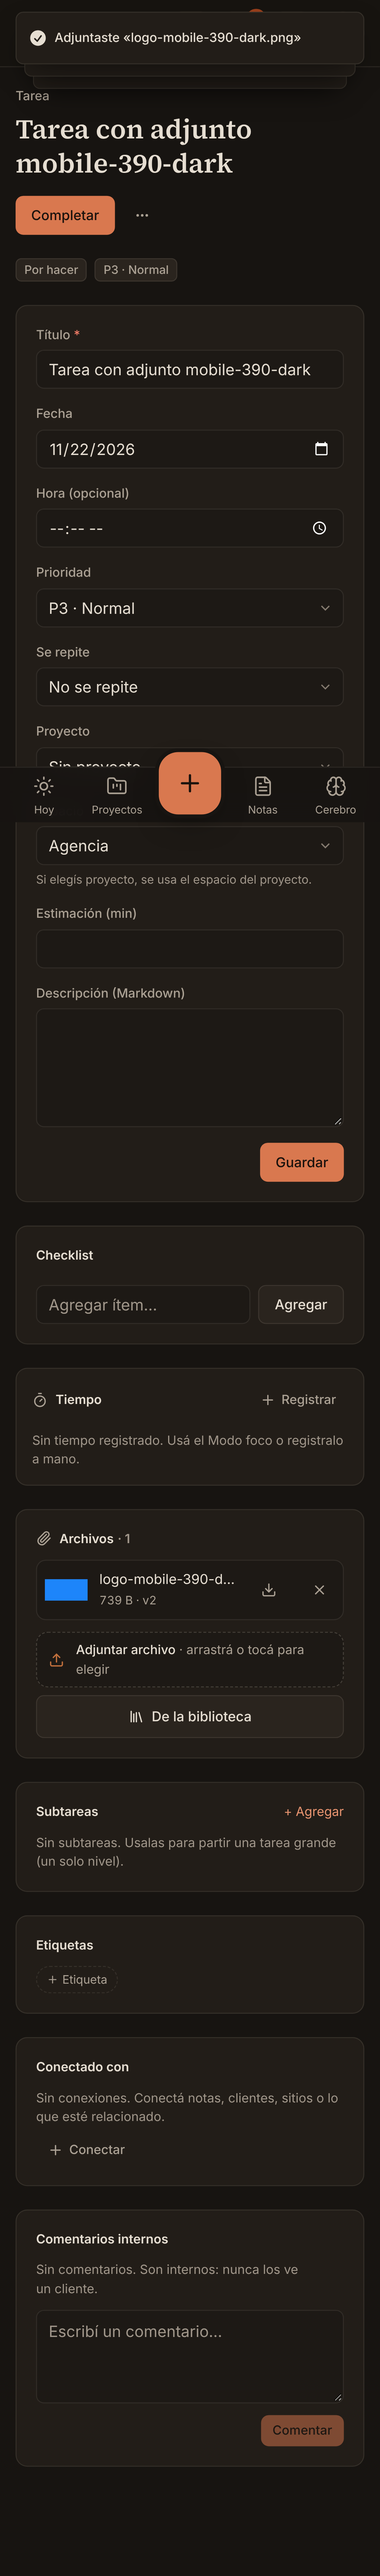 Adjuntaste «logo-mobile-390-dark.png»
Tarea
Tarea con adjunto
mobile-390-dark
Completar
Por hacer
P3 · Normal
Título *
Tarea con adjunto mobile-390-dark
Fecha
11/22/2026
Hora (opcional)
--:-- --
Prioridad
P3 · Normal
Se repite
No se repite
Proyecto
Sin proyecto
Hoy
Proyectos
Notas
Cerebro
Agencia
Si elegís proyecto, se usa el espacio del proyecto.
Estimación (min)
Descripción (Markdown)
Guardar
Checklist
Agregar ítem...
Agregar
Tiempo
+ Registrar
Sin tiempo registrado. Usá el Modo foco o registralo
a mano.
Archivos · 1
logo-mobile-390-d...
739 B · v2
Adjuntar archivo · arrastrá o tocá para
elegir
De la biblioteca
Subtareas
+ Agregar
Sin subtareas. Usalas para partir una tarea grande
(un solo nivel).
Etiquetas
+ Etiqueta
Conectado con
Sin conexiones. Conectá notas, clientes, sitios o lo
que esté relacionado.
+ Conectar
Comentarios internos
Sin comentarios. Son internos: nunca los ve
un cliente.
Escribí un comentario...
Comentar